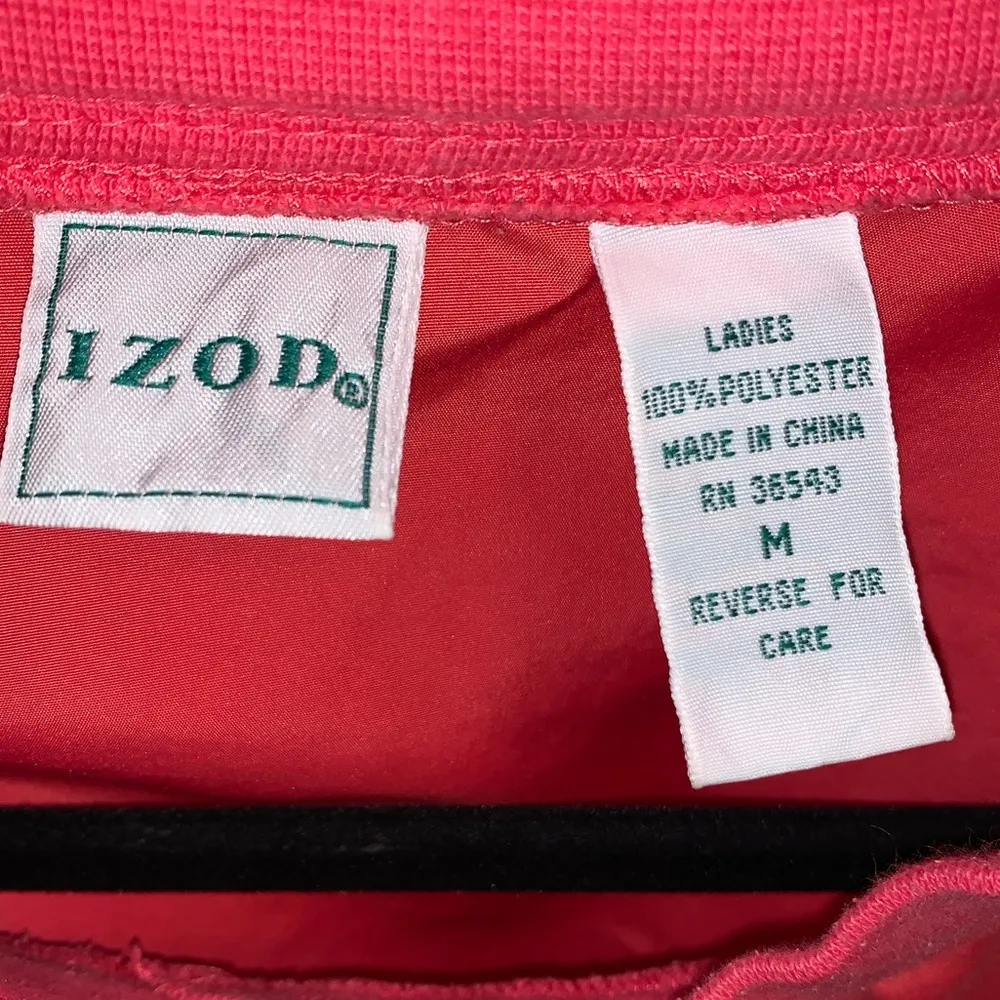 IZOD®
LADIES
100% POLYESTER
MADE IN CHINA
RN 36543
M
REVERSE FOR
CARE